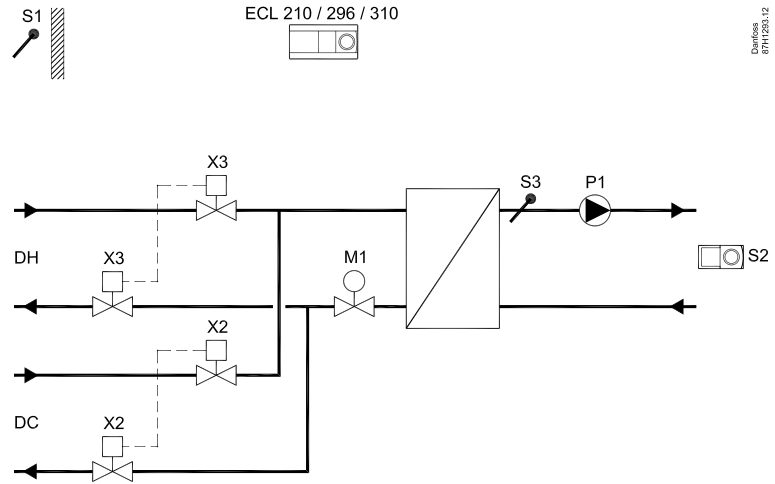 S1
ECL 210 / 296 / 310
Danfoss
87H1293.12
X3
S3
P1
DH
X3
M1
S2
X2
DC
X2